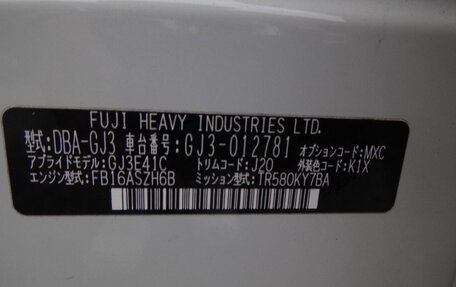 FUJI HEAVY INDUSTRIES LTD.
型式:DBA-GJ3 車台番号:GJ3-012781 オプションコード:MXC
アプライドモデル:GJ3E41C トリムコード:J20 外装色コード:K1X
エンジン型式:FB16ASZH6B ミッション型式:TR580KY7BA